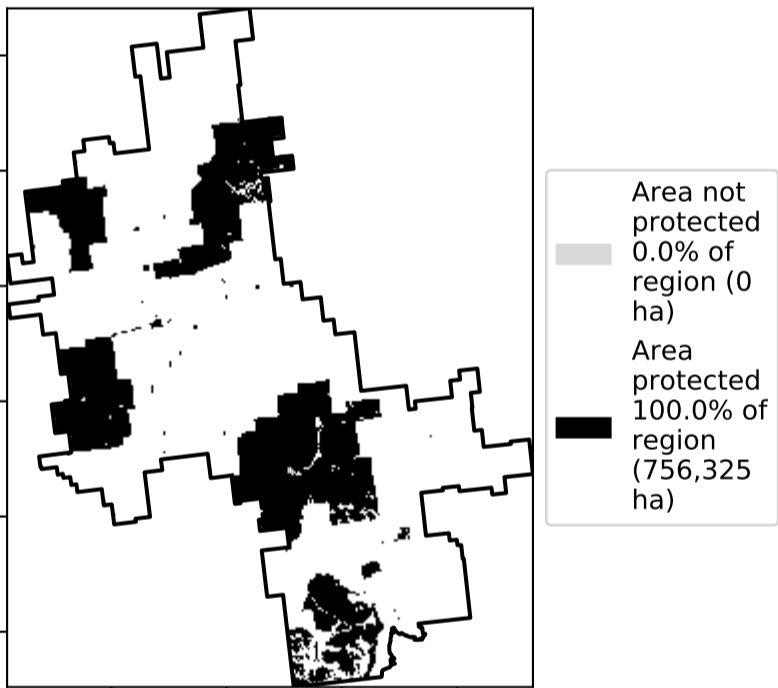 Area not
protected
0.0% of
region (0
ha)
Area
protected
100.0% of
region
(756,325
ha)